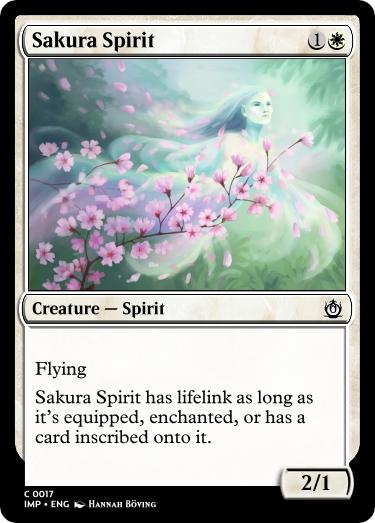 Sakura Spirit 1
Creature — Spirit
Flying
Sakura Spirit has lifelink as long as
it's equipped, enchanted, or has a
card inscribed onto it.
2/1
C 0017
IMP • ENG Hannah Böving